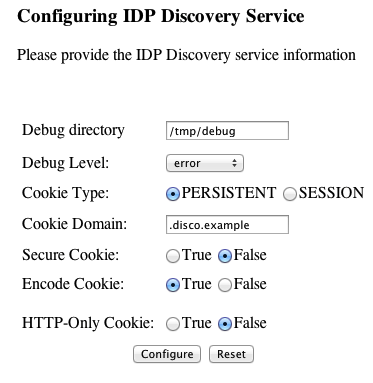 Configuring IDP Discovery Service
Please provide the IDP Discovery service information
Debug directory /tmp/debug
Debug Level: error
Cookie Type: PERSISTENT SESSION
Cookie Domain: .disco.example
Secure Cookie: True False
Encode Cookie: True False
HTTP-Only Cookie: True False
Configure Reset